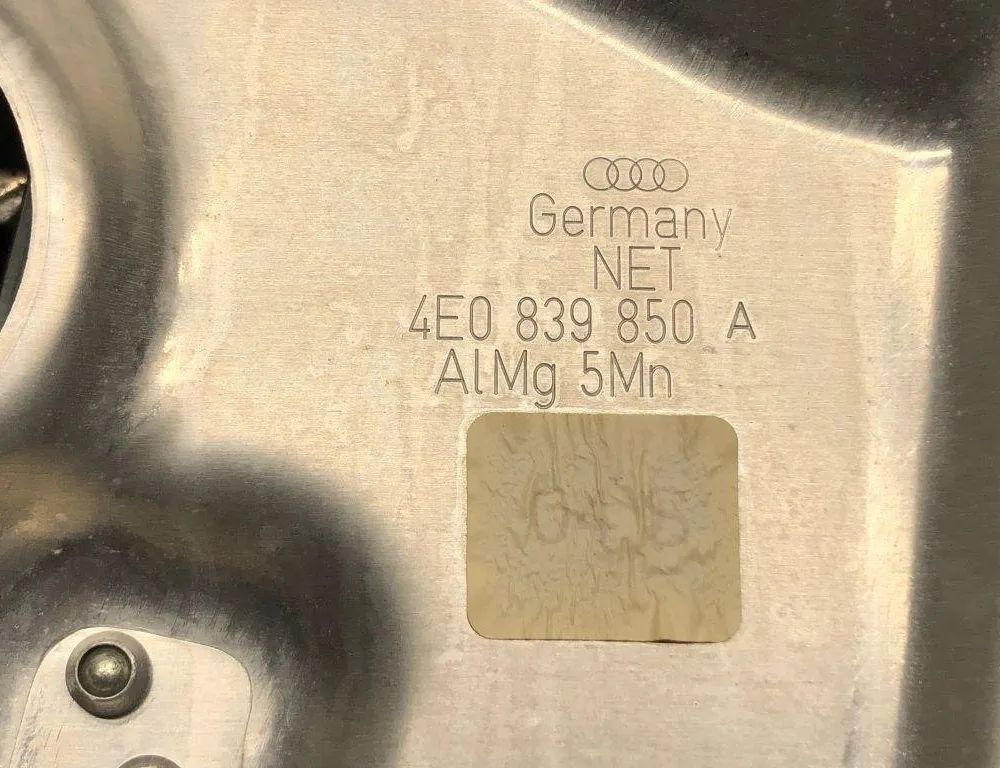 Germany
NET
4E0 839 850 A
AlMg 5Mn